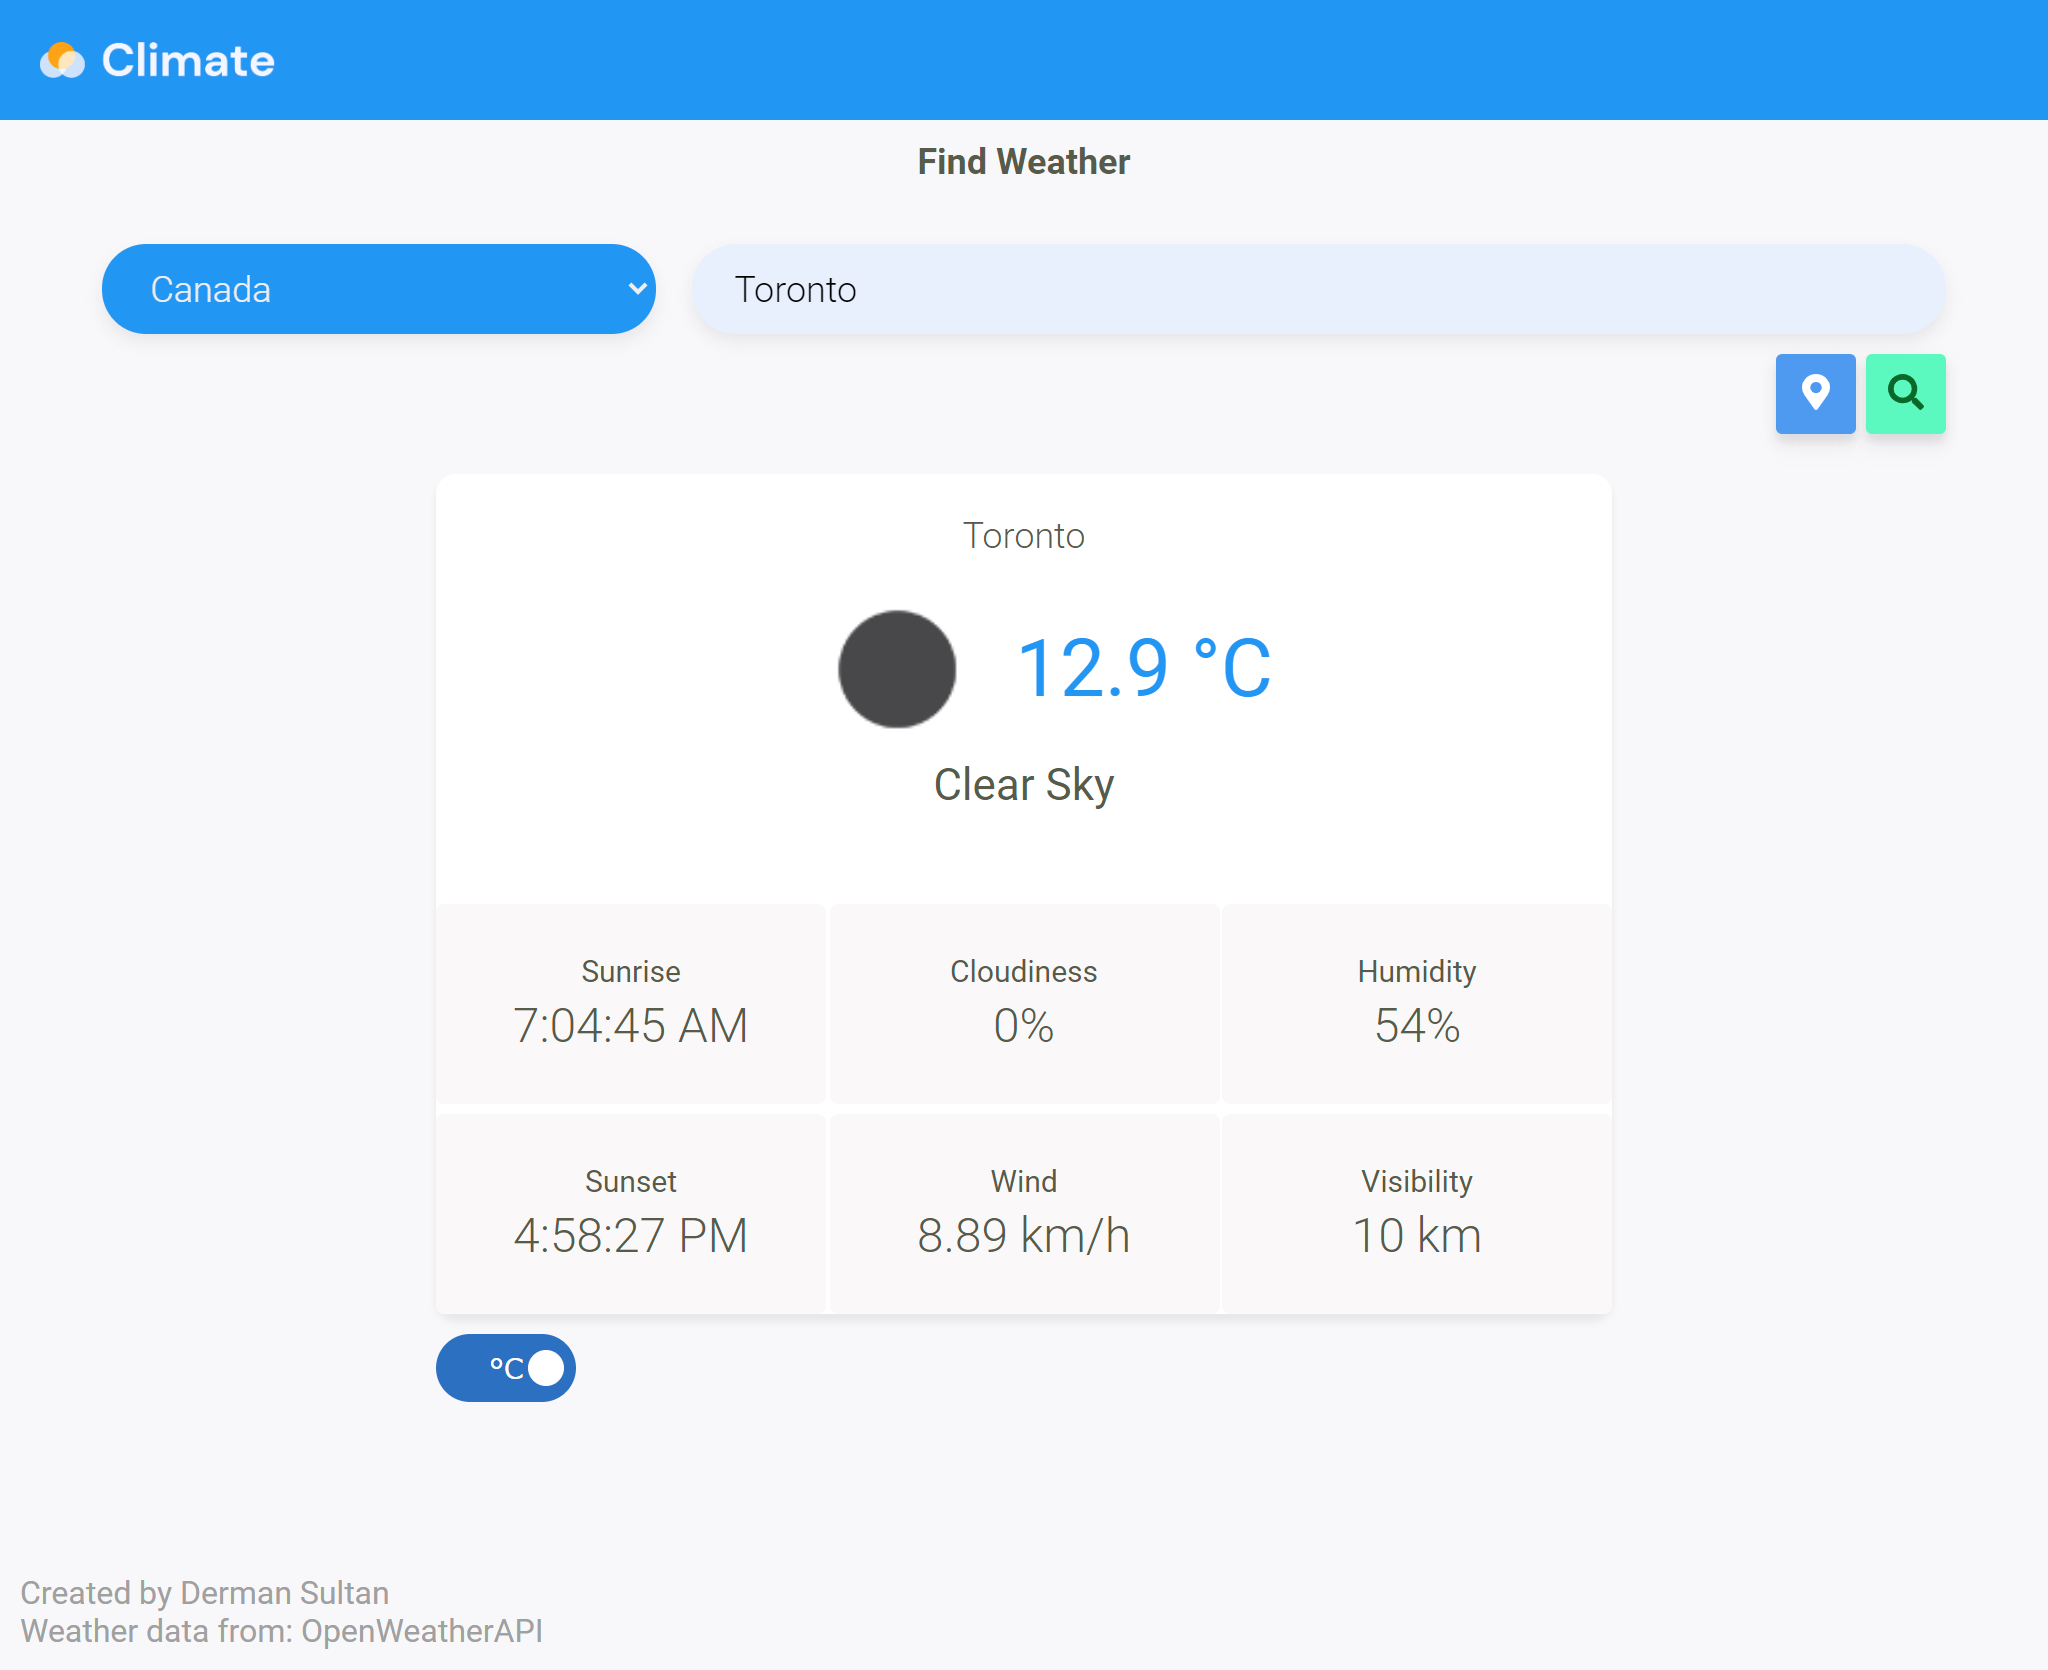 Climate
Find Weather
Canada
Toronto
Toronto
12.9 °C
Clear Sky
Sunrise
7:04:45 AM
Cloudiness
0%
Humidity
54%
Sunset
4:58:27 PM
Wind
8.89 km/h
Visibility
10 km
°C
Created by Derman Sultan
Weather data from: OpenWeatherAPI